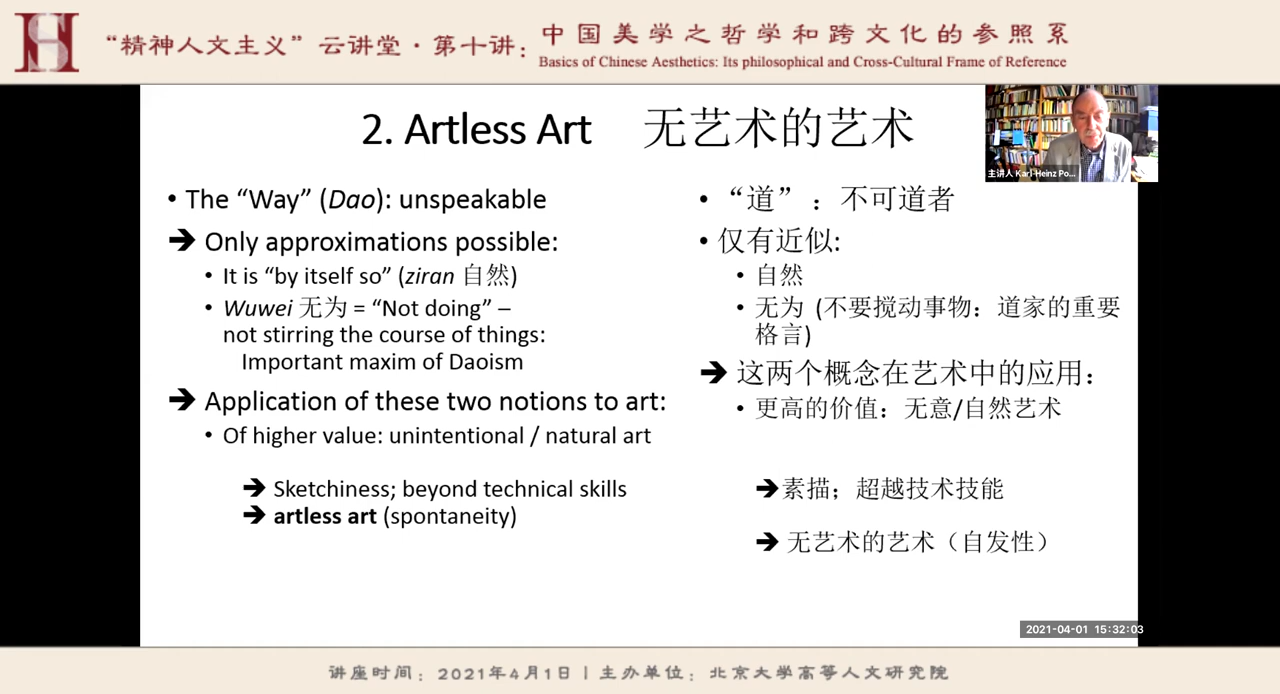 “精神人文主义”云讲堂·第十讲：
中国美学之哲学和跨文化的参照系
Basics of Chinese Aesthetics: Its philosophical and Cross-Cultural Frame of Reference
2. Artless Art 无艺术的艺术
主讲人 Karl-Heinz Po...
• The “Way” (Dao): unspeakable
➔ Only approximations possible:
• It is “by itself so” (ziran 自然)
• Wuwei 无为 = “Not doing” –
not stirring the course of things:
Important maxim of Daoism
➔ Application of these two notions to art:
• Of higher value: unintentional / natural art
➔ Sketchiness; beyond technical skills
➔ artless art (spontaneity)
• “道”：不可道者
• 仅有近似:
• 自然
• 无为 (不要搅动事物：道家的重要
格言)
➔ 这两个概念在艺术中的应用：
• 更高的价值：无意/自然艺术
➔素描；超越技术技能
➔ 无艺术的艺术（自发性）
2021-04-01 15:32:03
讲座时间：2021年4月1日 | 主办单位：北京大学高等人文研究院